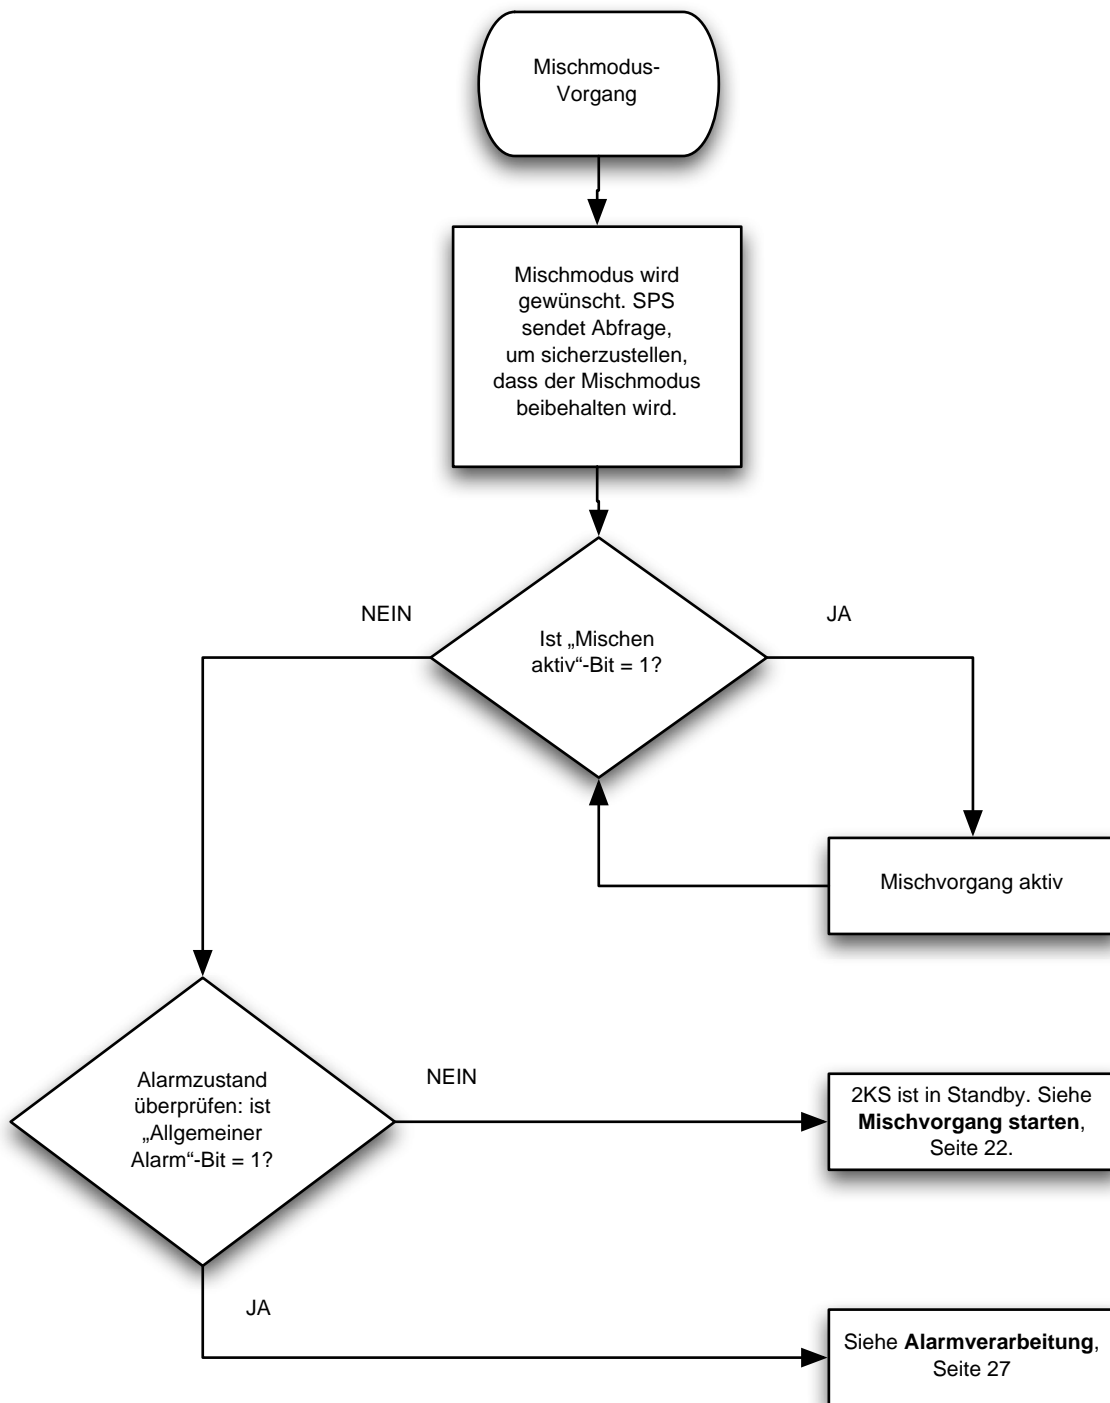 Mischmodus-
Vorgang
Mischmodus wird
gewünscht. SPS
sendet Abfrage,
um sicherzustellen,
dass der Mischmodus
beibehalten wird.
NEIN
JA
Ist „Mischen
aktiv“-Bit = 1?
Mischvorgang aktiv
Alarmzustand
überprüfen: ist
„Allgemeiner
Alarm“-Bit = 1?
NEIN
2KS ist in Standby. Siehe
Mischvorgang starten,
Seite 22.
JA
Siehe Alarmverarbeitung,
Seite 27